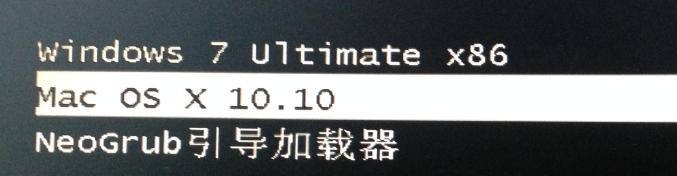 Windows 7 Ultimate x86
Mac OS X 10.10
NeoGrub引导加载器